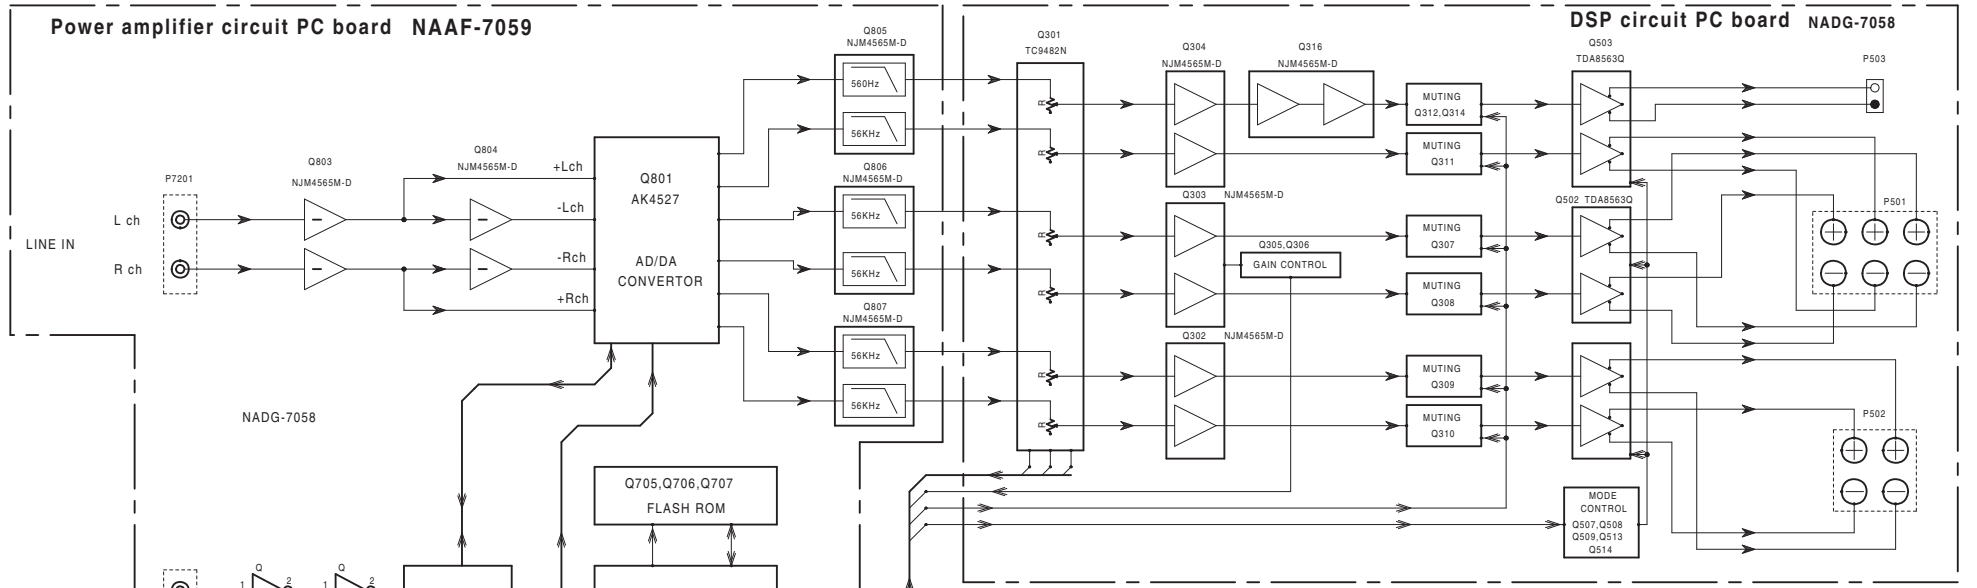 Power amplifier circuit PC board NAAF-7059
DSP circuit PC board NADG-7058
LINE IN
P7201
L ch
R ch
Q803
NJM4565M-D
Q804
NJM4565M-D
+Lch
-Lch
-Rch
+Rch
Q801
AK4527
AD/DA
CONVERTOR
Q805
NJM4565M-D
560Hz
56KHz
Q806
NJM4565M-D
56KHz
56KHz
Q807
NJM4565M-D
56KHz
56KHz
NADG-7058
Q705,Q706,Q707
FLASH ROM
Q
1
2
Q
1
2
Q301
TC9482N
R
R
R
R
R
R
Q304
NJM4565M-D
Q316
NJM4565M-D
Q303 NJM4565M-D
Q305,Q306
GAIN CONTROL
Q302 NJM4565M-D
MUTING
Q312,Q314
MUTING
Q311
MUTING
Q307
MUTING
Q308
MUTING
Q309
MUTING
Q310
Q503
TDA8563Q
Q502 TDA8563Q
P503
P501
P502
MODE
CONTROL
Q507,Q508
Q509,Q513
Q514